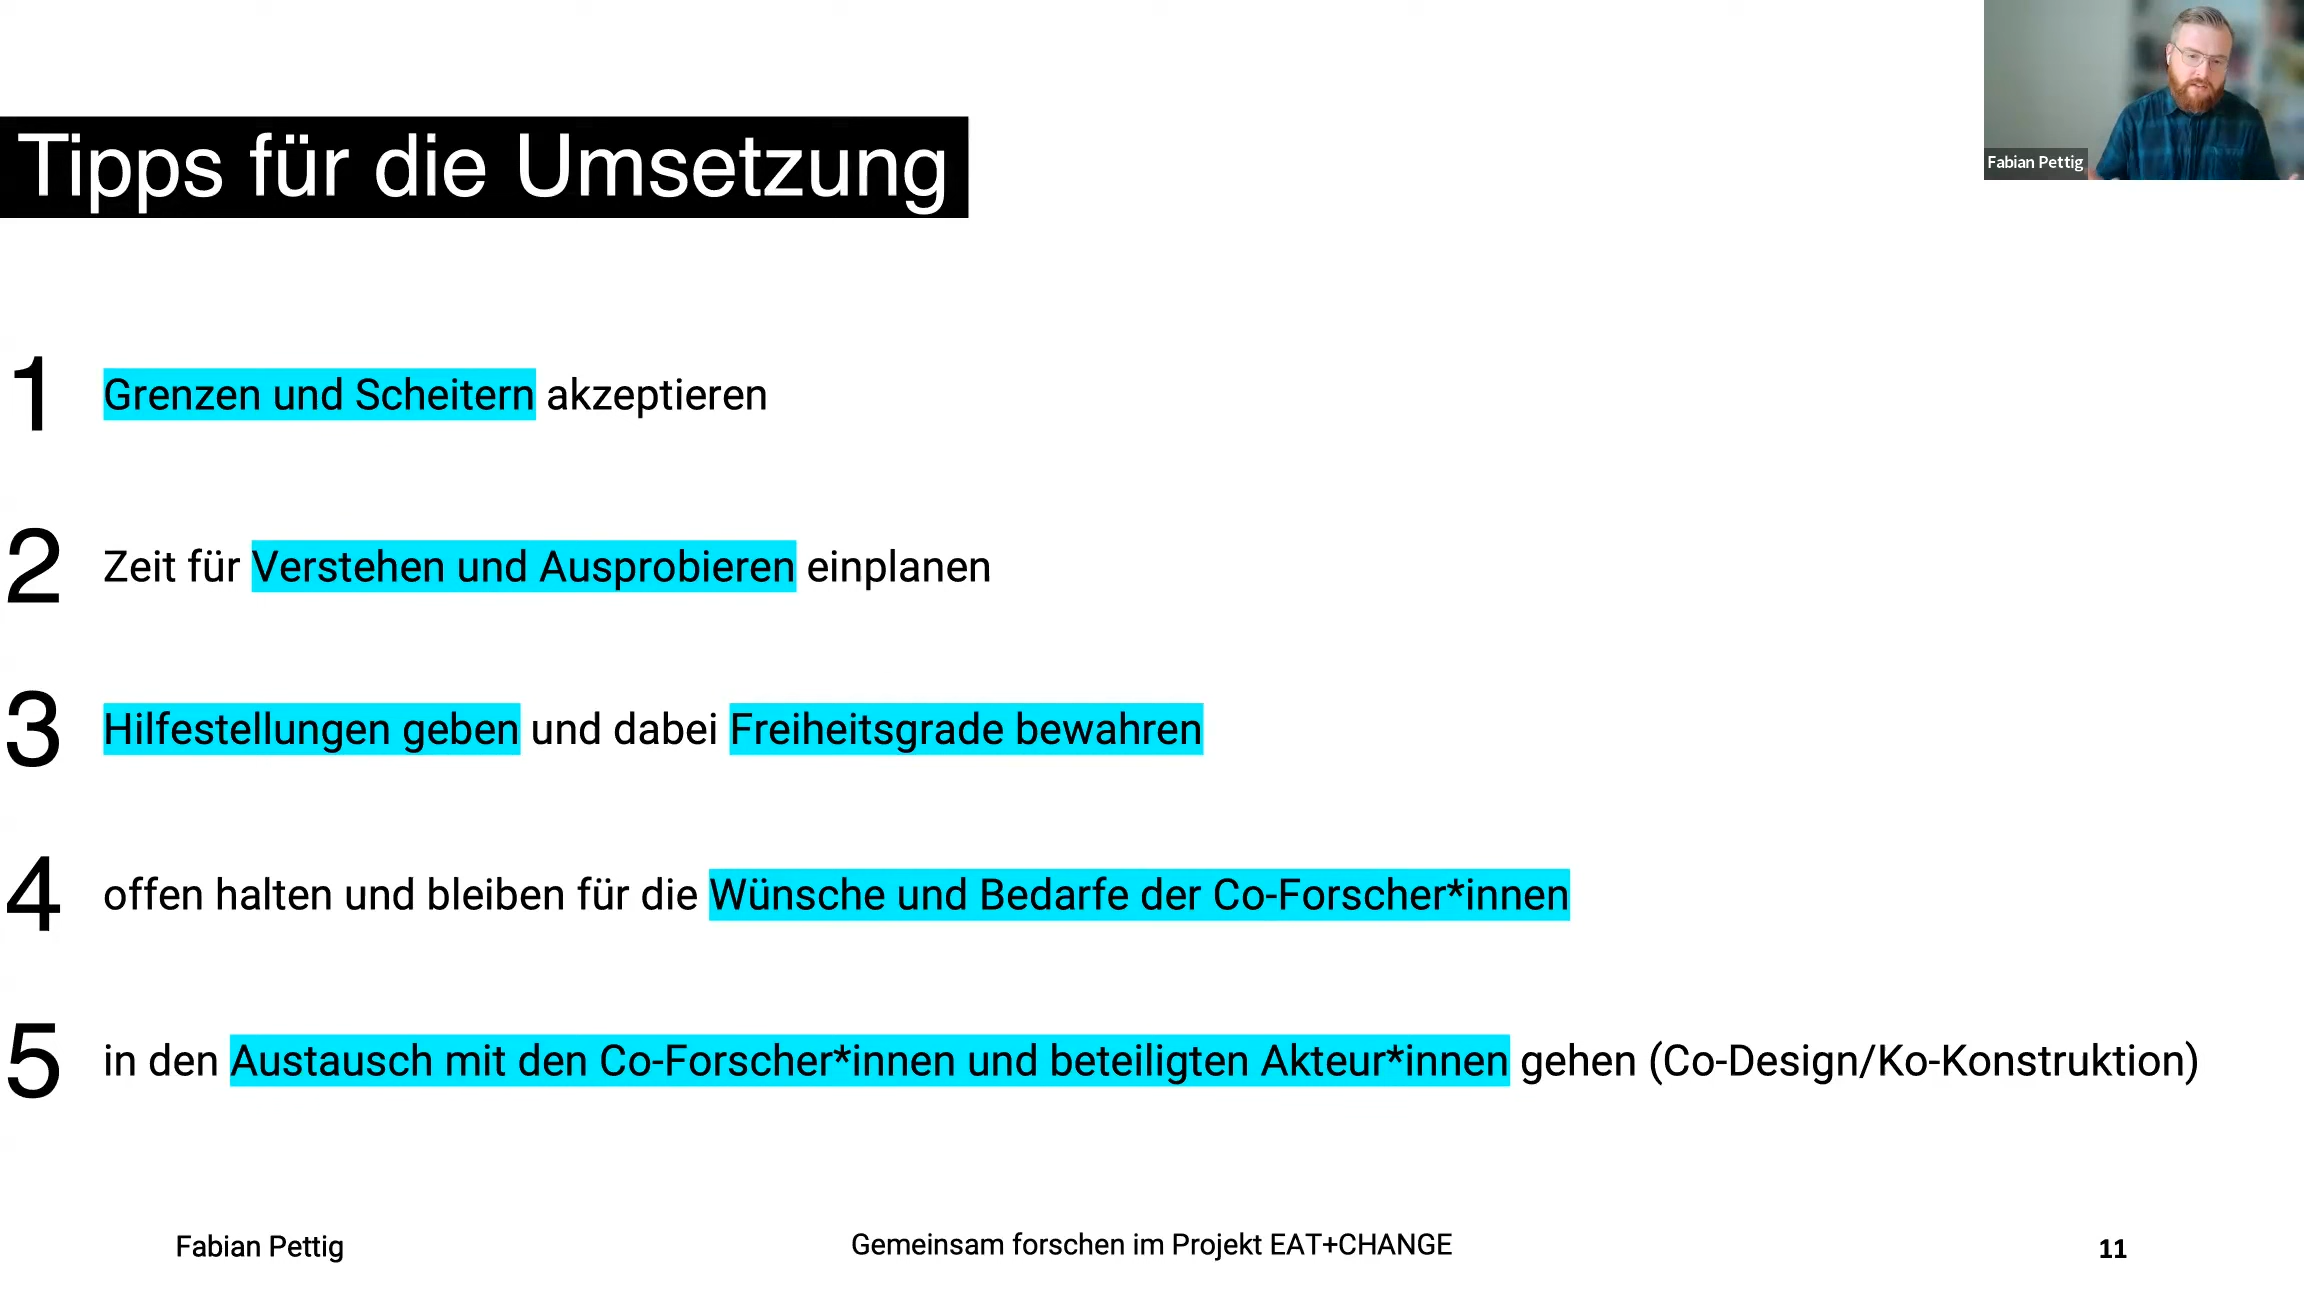 Fabian Pettig
Tipps für die Umsetzung
1 Grenzen und Scheitern akzeptieren
2 Zeit für Verstehen und Ausprobieren einplanen
3 Hilfestellungen geben und dabei Freiheitsgrade bewahren
4 offen halten und bleiben für die Wünsche und Bedarfe der Co-Forscher*innen
5 in den Austausch mit den Co-Forscher*innen und beteiligten Akteur*innen gehen (Co-Design/Ko-Konstruktion)
Fabian Pettig Gemeinsam forschen im Projekt EAT+CHANGE 11